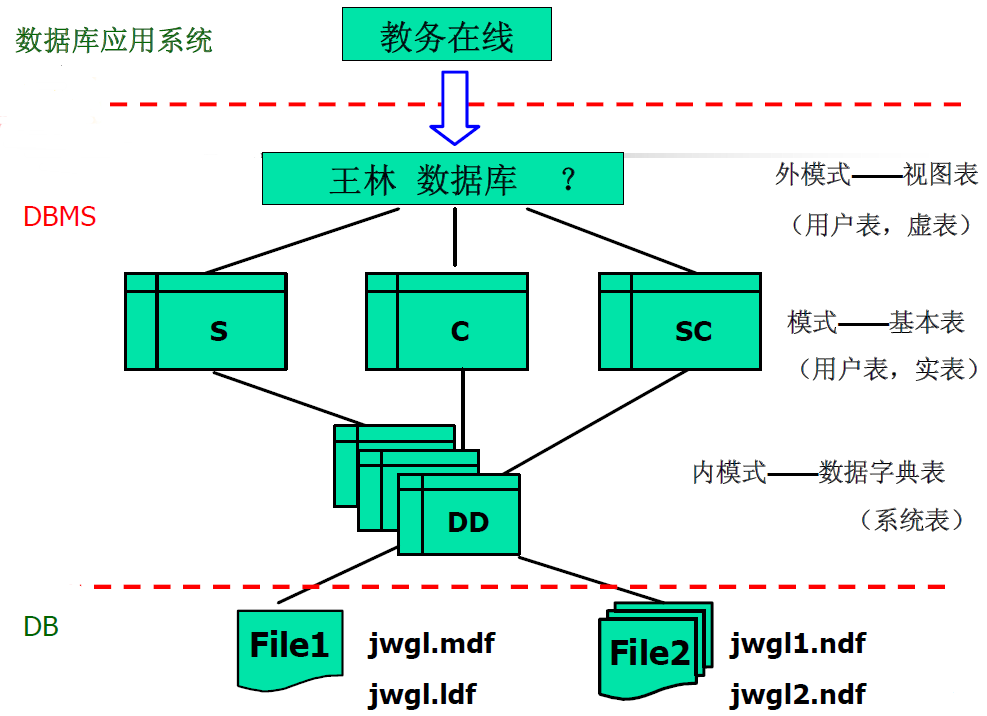 数据库应用系统
教务在线
王林 数据库 ？
外模式——视图表
（用户表，虚表）
DBMS
S
C
SC
模式——基本表
（用户表，实表）
内模式——数据字典表
（系统表）
DD
DB
File1
jwgl.mdf
jwgl.ldf
File2
jwgl1.ndf
jwgl2.ndf